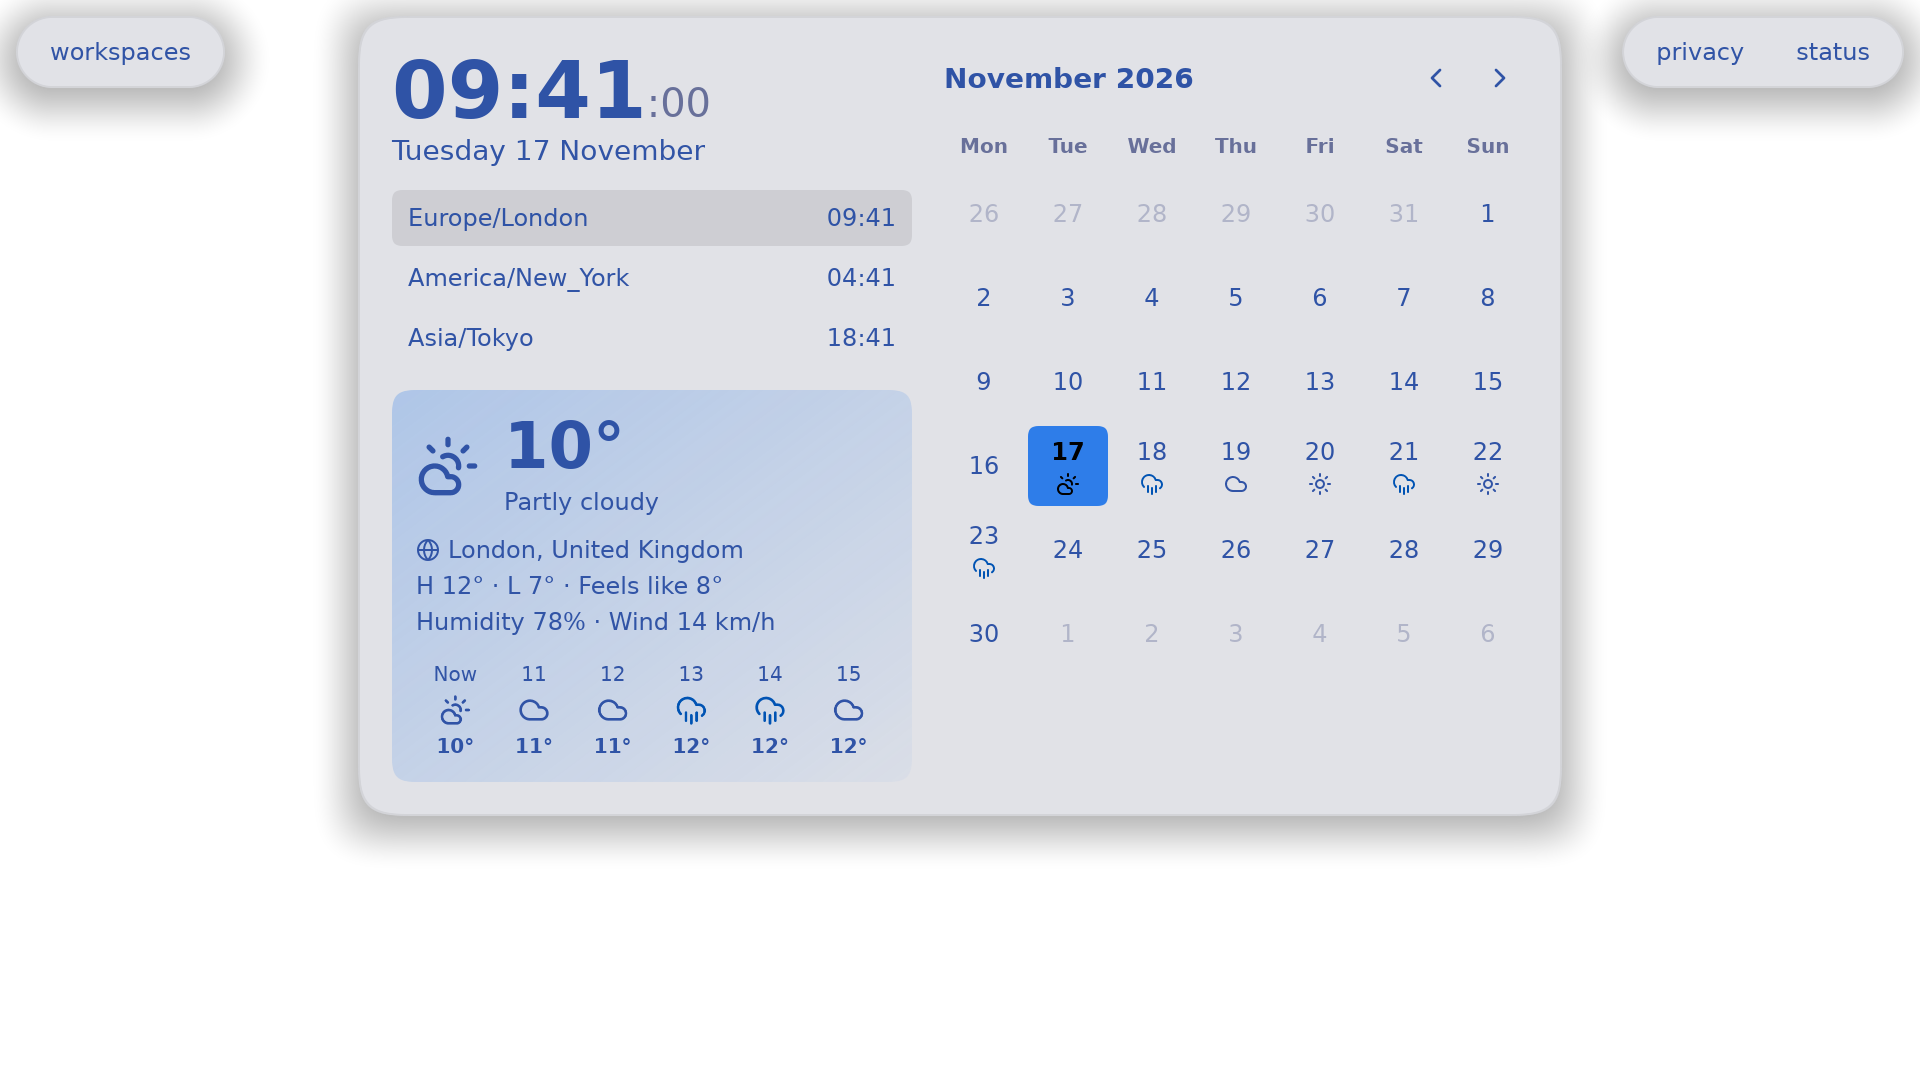 workspaces
privacy status
09:41:00
Tuesday 17 November
Europe/London 09:41
America/New_York 04:41
Asia/Tokyo 18:41
10°
Partly cloudy
London, United Kingdom
H 12° · L 7° · Feels like 8°
Humidity 78% · Wind 14 km/h
Now 11 12 13 14 15
10° 11° 11° 12° 12° 12°
November 2026
Mon Tue Wed Thu Fri Sat Sun
26 27 28 29 30 31 1
2 3 4 5 6 7 8
9 10 11 12 13 14 15
16 17 18 19 20 21 22
23 24 25 26 27 28 29
30 1 2 3 4 5 6